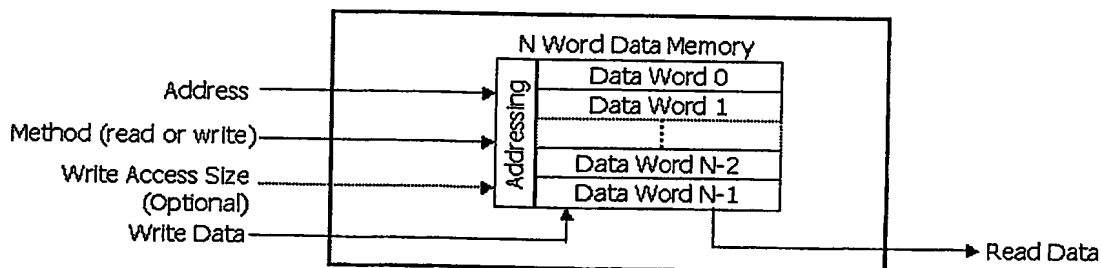 N Word Data Memory
Addressing
Data Word 0
Data Word 1
Data Word N-2
Data Word N-1
Address
Method (read or write)
Write Access Size
(Optional)
Write Data
Read Data